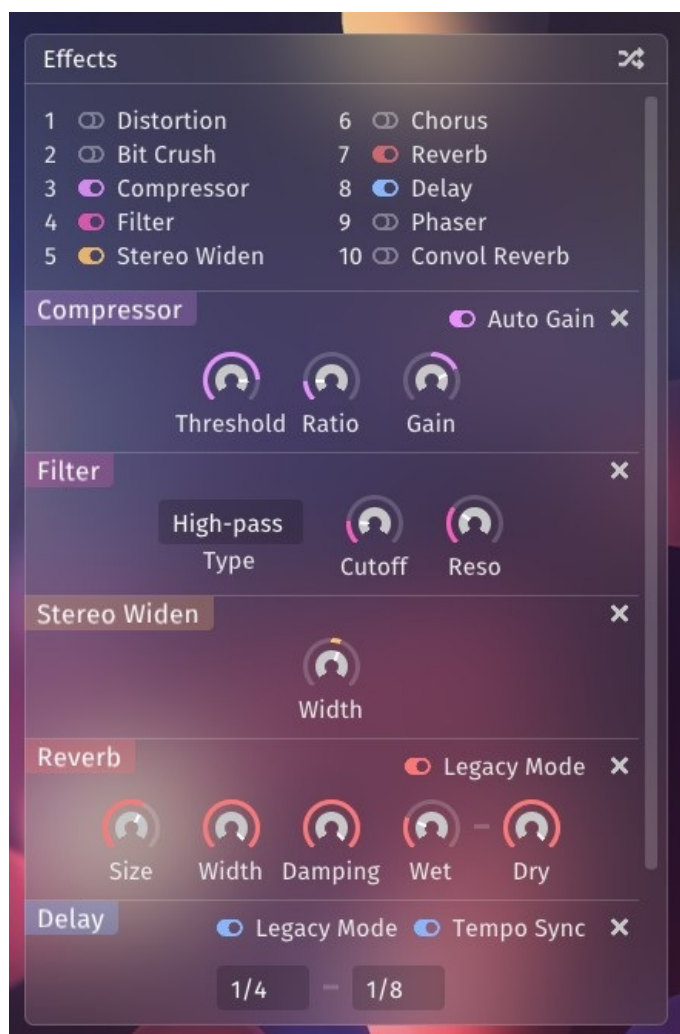 Effects
1 Distortion
2 Bit Crush
3 Compressor
4 Filter
5 Stereo Widen
6 Chorus
7 Reverb
8 Delay
9 Phaser
10 Convol Reverb
Compressor
Auto Gain
Threshold Ratio Gain
Filter
High-pass
Type Cutoff Reso
Stereo Widen
Width
Reverb
Legacy Mode
Size Width Damping Wet Dry
Delay
Legacy Mode Tempo Sync
1/4 – 1/8